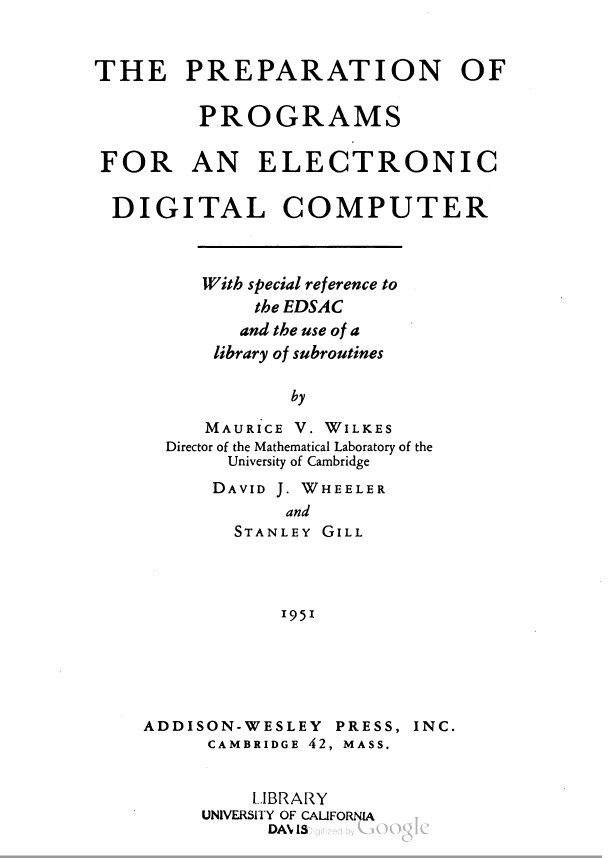 THE PREPARATION OF
PROGRAMS
FOR AN ELECTRONIC
DIGITAL COMPUTER
With special reference to
the EDSAC
and the use of a
library of subroutines
by
MAURICE V. WILKES
Director of the Mathematical Laboratory of the
University of Cambridge
DAVID J. WHEELER
and
STANLEY GILL
1951
ADDISON-WESLEY PRESS, INC.
CAMBRIDGE 42, MASS.
LIBRARY
UNIVERSITY OF CALIFORNIA
DAVIS
Digitized by Google